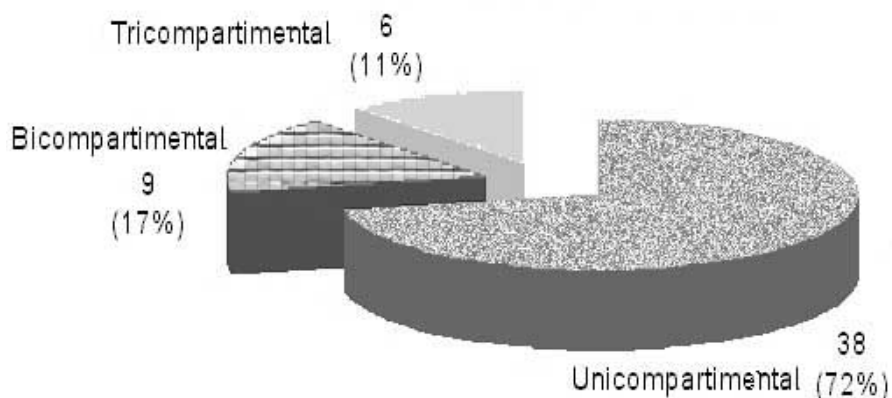 Tricompartimental 6
(11%)
Bicompartimental
9
(17%)
38
Unicompartimental (72%)